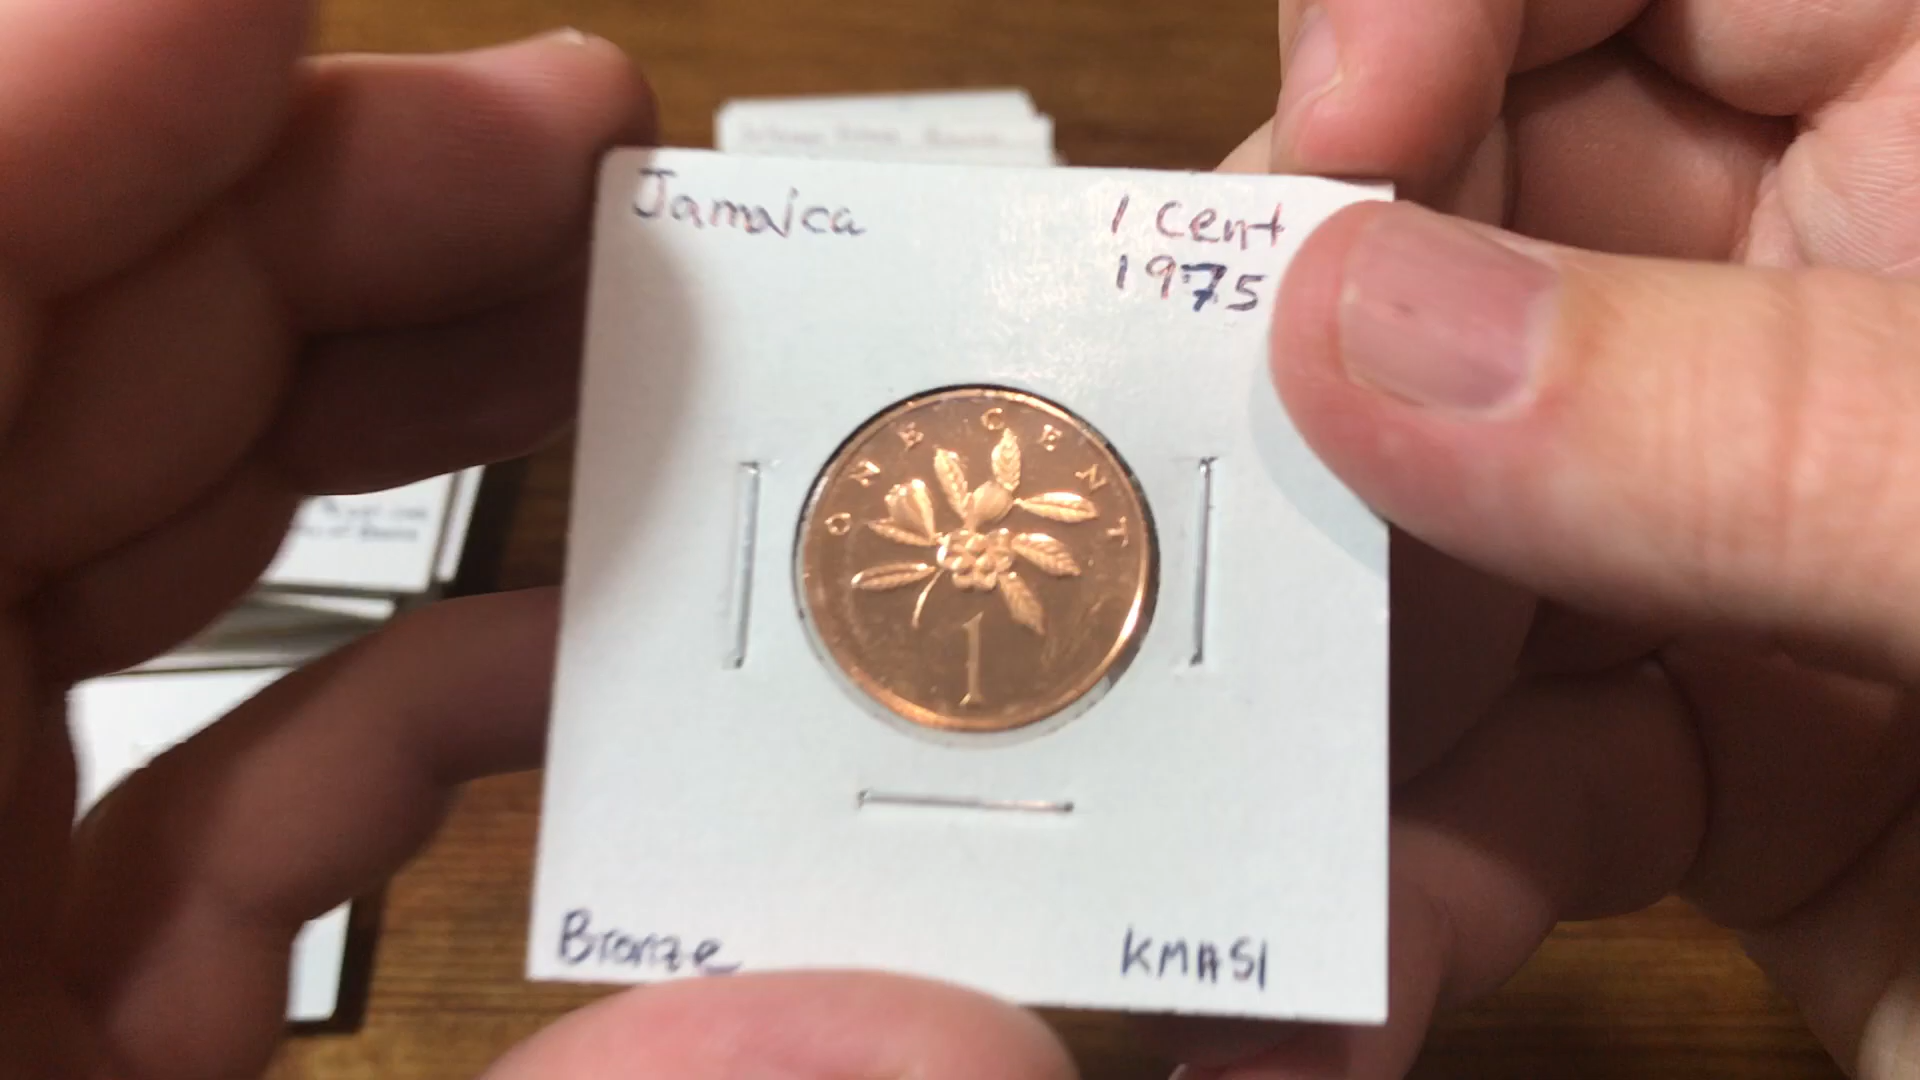 Jamaica
1 Cent
1975
ONE CENT
1
Bronze
KM#51